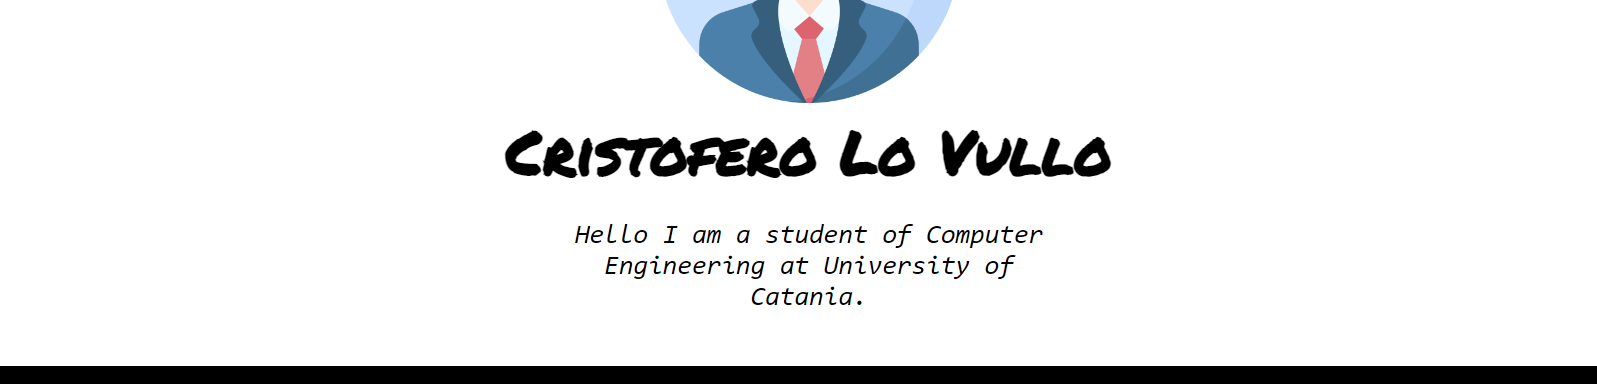 Cristofero Lo Vullo
Hello I am a student of Computer
Engineering at University of
Catania.